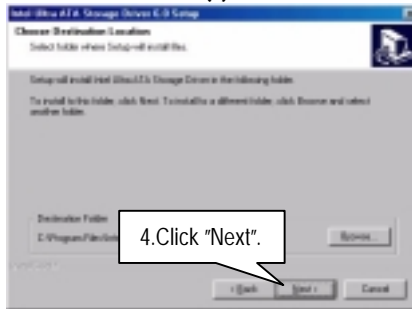 Intel Ultra ATA Storage Driver 6.0 Setup
Choose Destination Location
Select folder where Setup will install files.
Setup will install Intel Ultra ATA Storage Driver in the following folder.
To install to this folder, click Next. To install to a different folder, click Browse and select
another folder.
Destination Folder
C:\Program Files\
4.Click "Next".
Browse...
< Back
Next >
Cancel